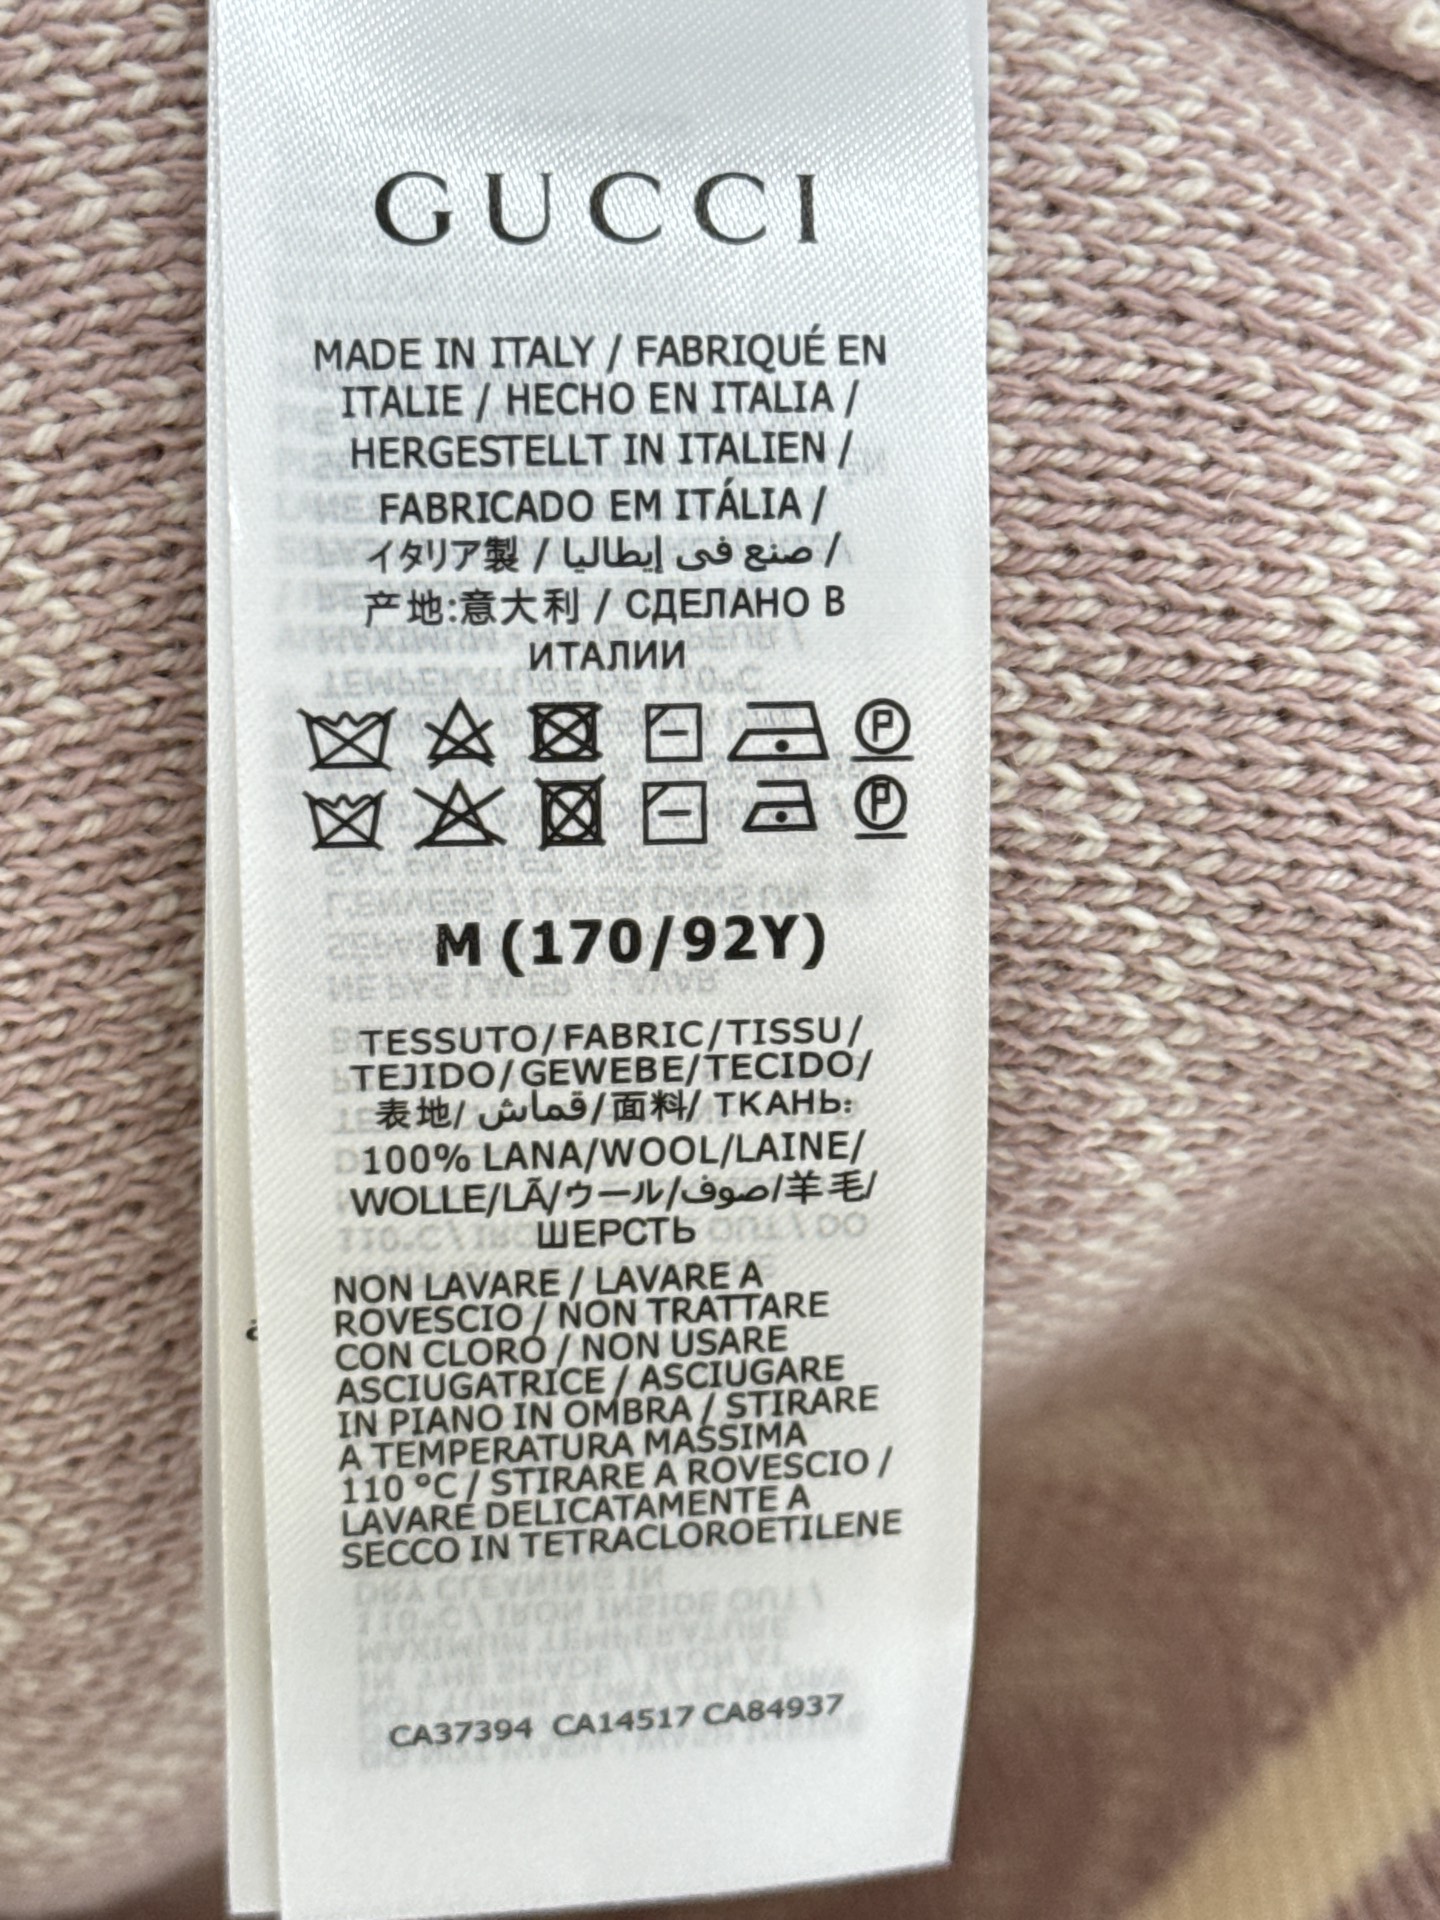 GUCCI
MADE IN ITALY / FABRIQUÉ EN
ITALIE / HECHO EN ITALIA /
HERGESTELLT IN ITALIEN /
FABRICADO EM ITÁLIA /
イタリア製 / صنع في إيطاليا /
产地:意大利 / СДЕЛАНО В
ИТАЛИИ
P
P
M (170/92Y)
TESSUTO/FABRIC/TISSU/
TEJIDO/GEWEBE/TECIDO/
表地/ قماش/面料/ ТКАНЬ:
100% LANA/WOOL/LAINE/
WOLLE/LÃ/ウール/صوف/羊毛/
ШЕРСТЬ
NON LAVARE / LAVARE A
ROVESCIO / NON TRATTARE
CON CLORO / NON USARE
ASCIUGATRICE / ASCIUGARE
IN PIANO IN OMBRA / STIRARE
A TEMPERATURA MASSIMA
110 °C / STIRARE A ROVESCIO /
LAVARE DELICATAMENTE A
SECCO IN TETRACLOROETILENE
CA37394 CA14517 CA84937